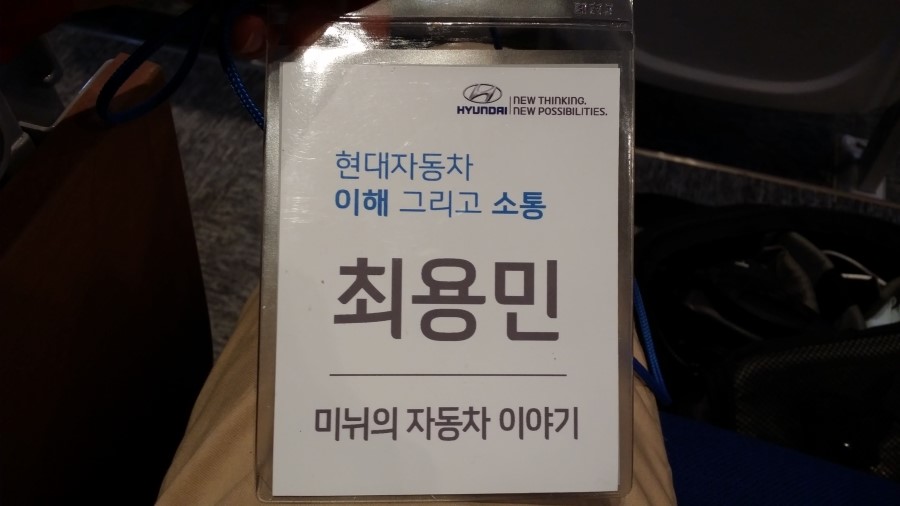 HYUNDAI
NEW THINKING.
NEW POSSIBILITIES.
현대자동차
이해 그리고 소통
최용민
미뉘의 자동차 이야기